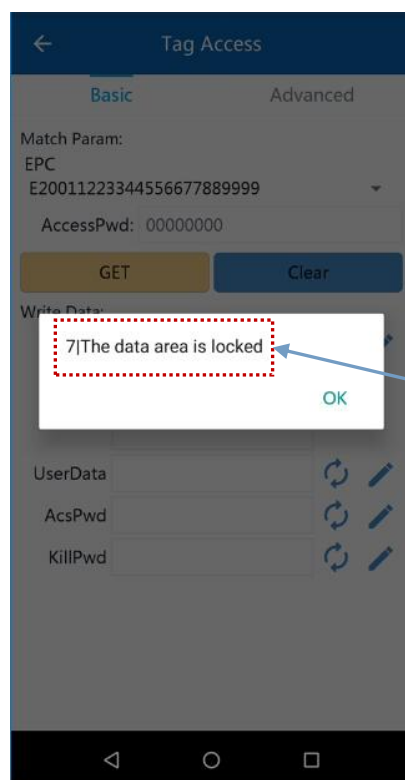 Tag Access
Basic Advanced
Match Param:
EPC
E20011223344556677889999
AccessPwd: 00000000
GET Clear
Write Data:
7|The data area is locked
OK
UserData
AcsPwd
KillPwd